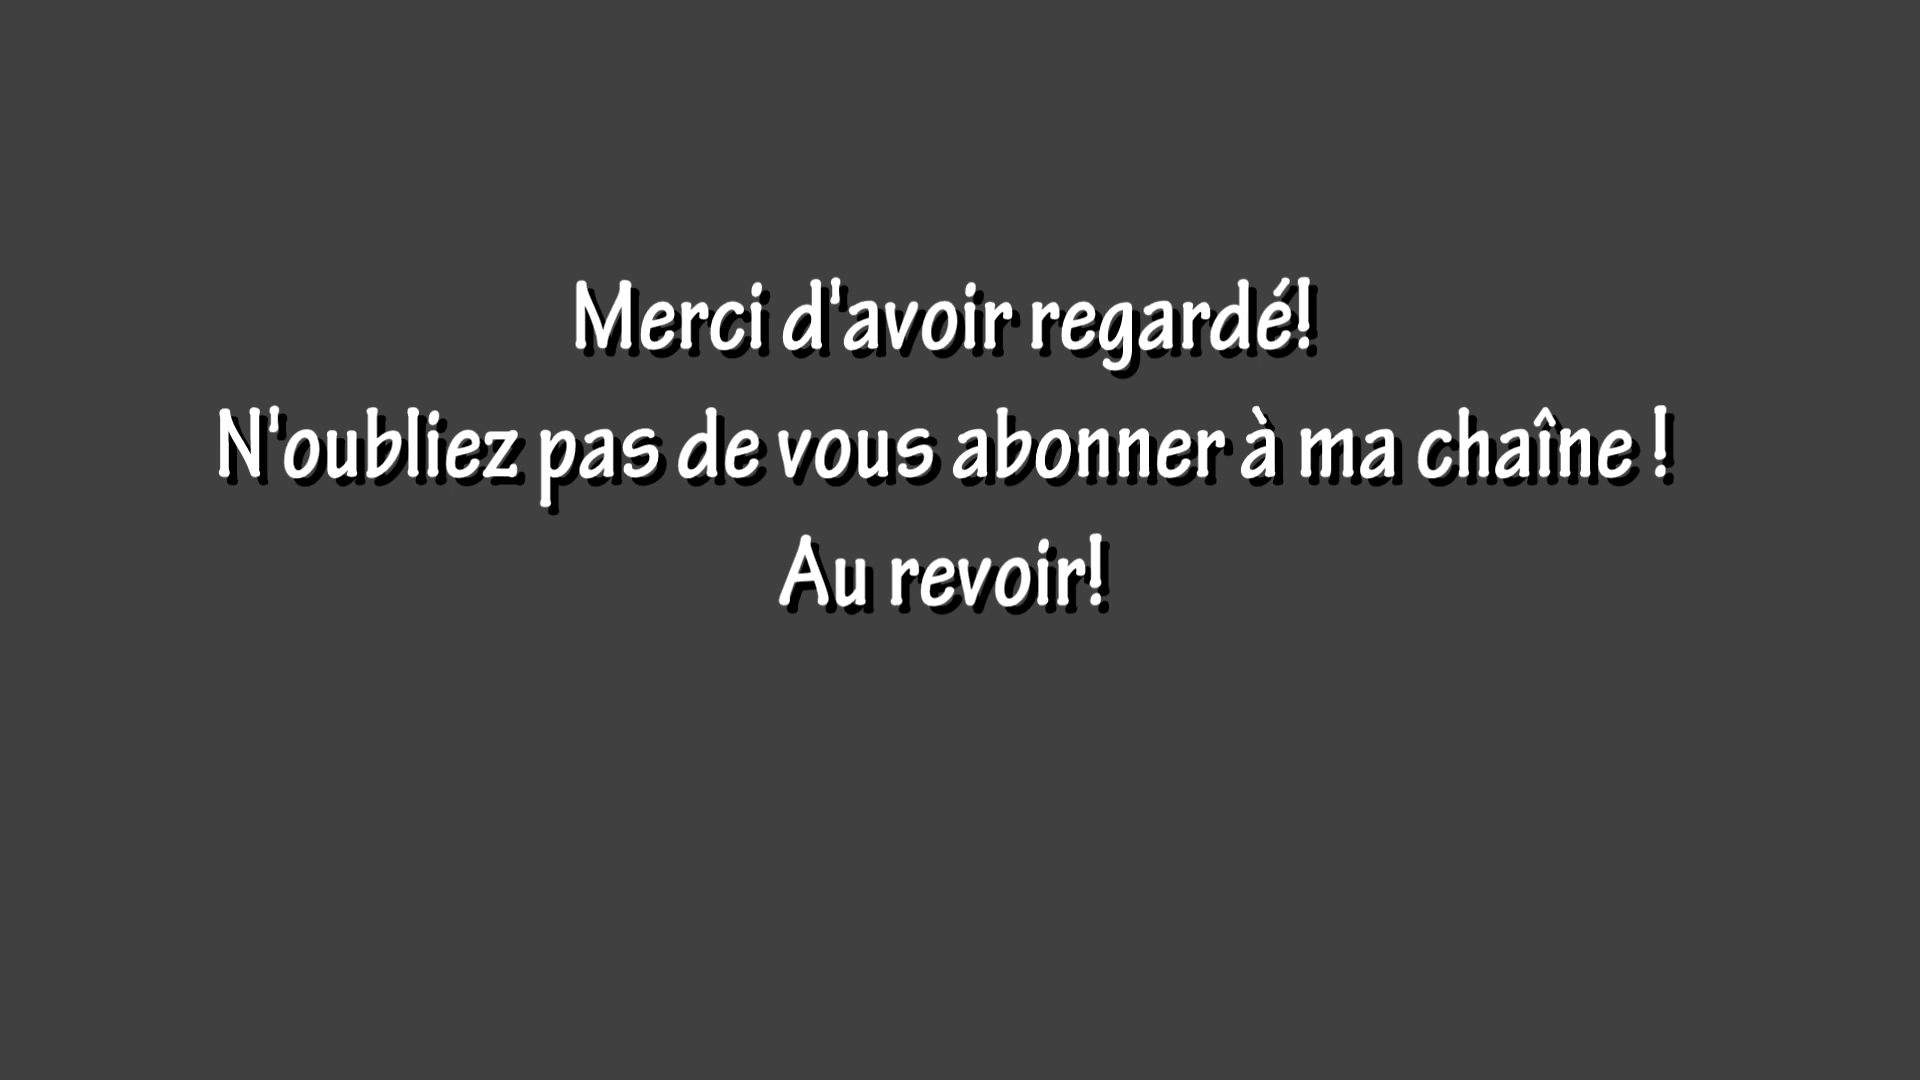 Merci d'avoir regardé!
N'oubliez pas de vous abonner à ma chaîne !
Au revoir!